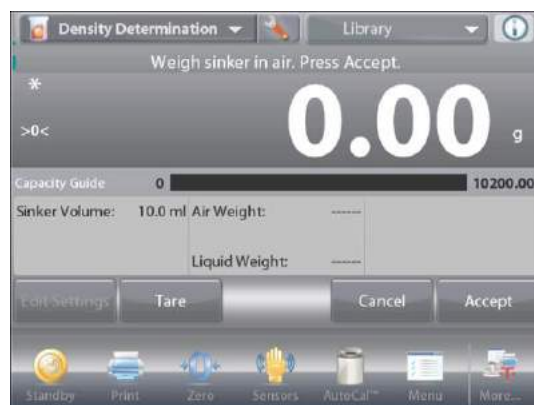 Density Determination Library
Weigh sinker in air. Press Accept.
*
>0<
0.00 g
Capacity Guide 0 10200.00
Sinker Volume: 10.0 ml Air Weight: ------
Liquid Weight: ------
Edit Settings Tare Cancel Accept
Standby Print Zero Sensors AutoCal™ Menu More...